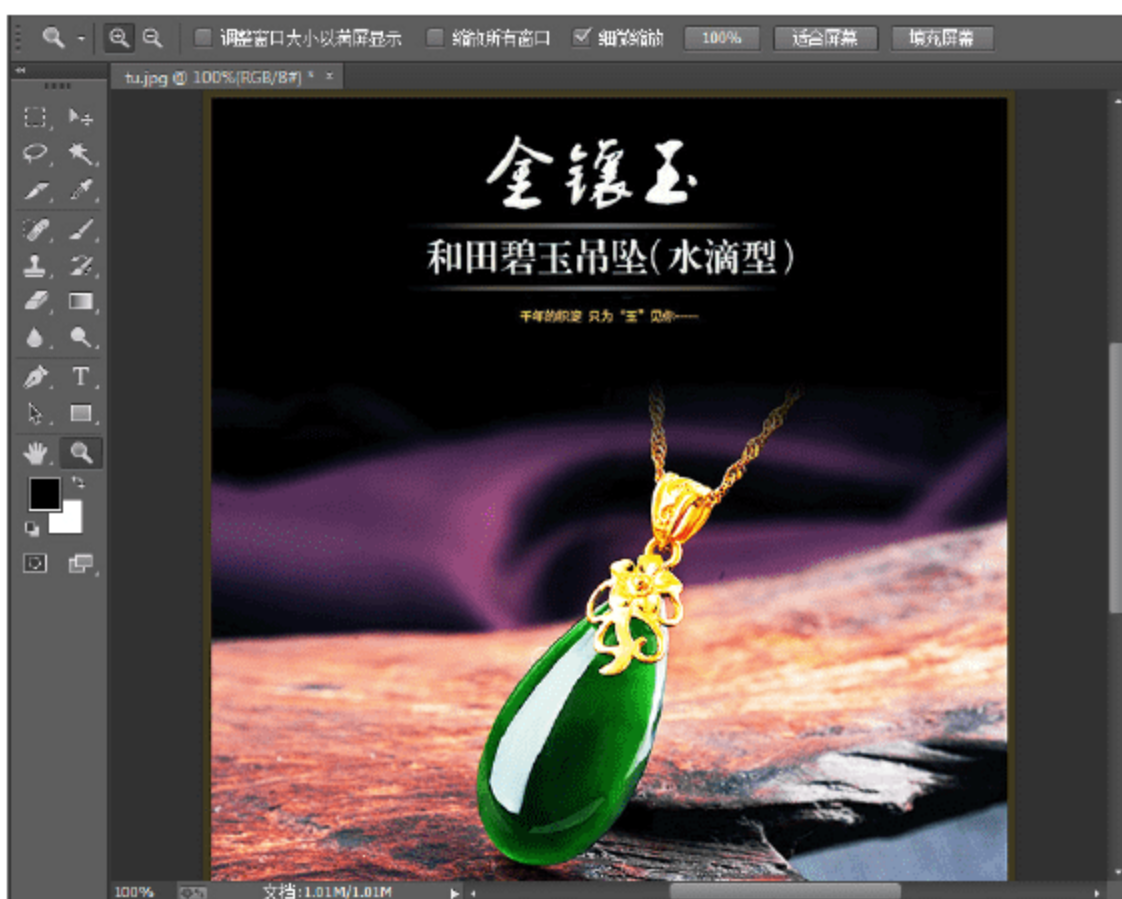 调整窗口大小以满屏显示 缩放所有窗口 细微缩放 100% 适合屏幕 填充屏幕
tu.jpg @ 100%(RGB/8#) * ×
金镶玉
和田碧玉吊坠(水滴型)
千年的积淀 只为“玉”见你——
T
100% 文档:1.01M/1.01M